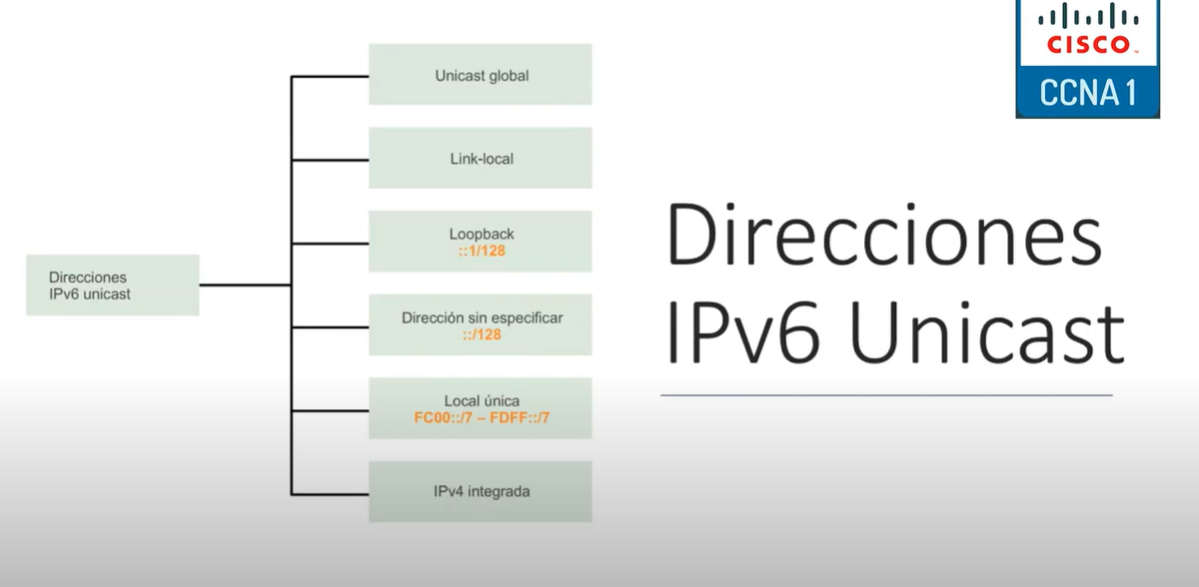 CISCO
CCNA 1
Unicast global
Link-local
Loopback
::1/128
Dirección sin especificar
::/128
Local única
FC00::/7 – FDFF::/7
IPv4 integrada
Direcciones
IPv6 unicast
Direcciones
IPv6 Unicast